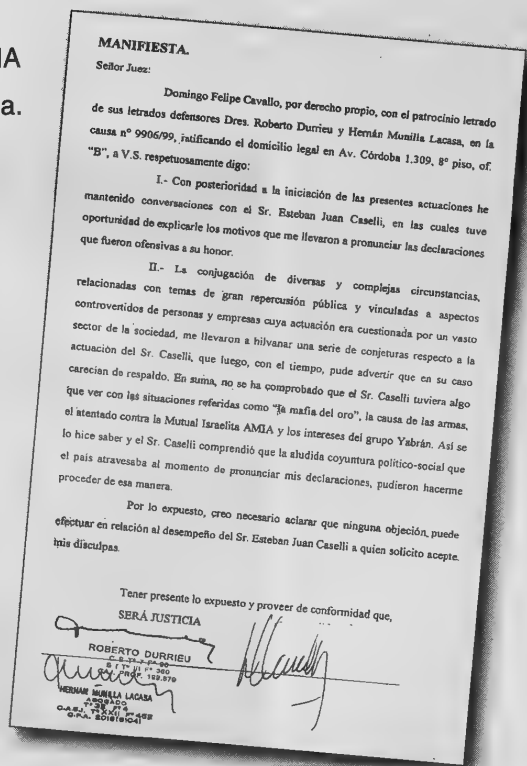 IA
a.
MANIFIESTA.
Señor Juez:
Domingo Felipe Cavallo, por derecho propio, con el patrocinio letrado
de sus letrados defensores Dres. Roberto Durrieu y Hernán Munilla Lacasa, en la
causa nº 9906/99, ratificando el domicilio legal en Av. Córdoba 1.309, 8º piso, of.
"B", a V.S. respetuosamente digo:
I.- Con posterioridad a la iniciación de las presentes actuaciones he
mantenido conversaciones con el Sr. Esteban Juan Caselli, en las cuales tuve
oportunidad de explicarle los motivos que me llevaron a pronunciar las declaraciones
que fueron ofensivas a su honor.
II.- La conjugación de diversas y complejas circunstancias,
relacionadas con temas de gran repercusión pública y vinculadas a aspectos
controvertidos de personas y empresas cuya actuación era cuestionada por un vasto
sector de la sociedad, me llevaron a hilvanar una serie de conjeturas respecto a la
actuación del Sr. Caselli, que luego, con el tiempo, pude advertir que en su caso
carecían de respaldo. En suma, no se ha comprobado que el Sr. Caselli tuviera algo
que ver con las situaciones referidas como "la mafia del oro", la causa de las armas,
el atentado contra la Mutual Israelita AMIA y los intereses del grupo Yabrán. Así se
lo hice saber y el Sr. Caselli comprendió que la aludida coyuntura político-social que
el país atravesaba al momento de pronunciar mis declaraciones, pudieron hacerme
proceder de esa manera.
Por lo expuesto, creo necesario aclarar que ninguna objeción, puede
efectuar en relación al desempeño del Sr. Esteban Juan Caselli a quien solicito acepte
mis disculpas.
Tener presente lo expuesto y proveer de conformidad que,
SERÁ JUSTICIA
ROBERTO DURRIEU
HERNAN MUNILLA LACASA
ABOGADO